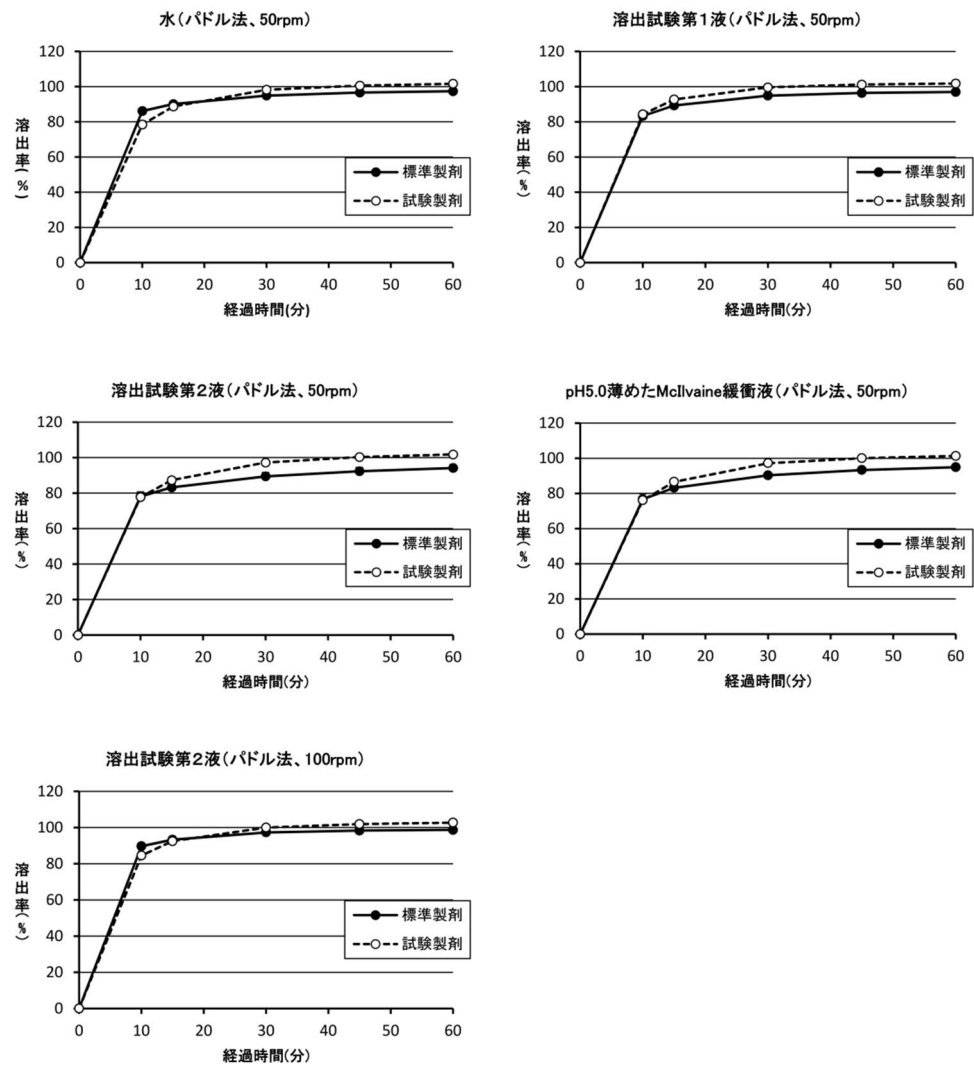 水(パドル法、50rpm)
120
100
80
60
40
20
0
溶出率(%)
標準製剤
試験製剤
0 10 20 30 40 50 60
経過時間(分)
溶出試験第1液(パドル法、50rpm)
120
100
80
60
40
20
0
溶出率(%)
標準製剤
試験製剤
0 10 20 30 40 50 60
経過時間(分)
溶出試験第2液(パドル法、50rpm)
120
100
80
60
40
20
0
溶出率(%)
標準製剤
試験製剤
0 10 20 30 40 50 60
経過時間(分)
pH5.0薄めたMcIlvaine緩衝液(パドル法、50rpm)
120
100
80
60
40
20
0
溶出率(%)
標準製剤
試験製剤
0 10 20 30 40 50 60
経過時間(分)
溶出試験第2液(パドル法、100rpm)
120
100
80
60
40
20
0
溶出率(%)
標準製剤
試験製剤
0 10 20 30 40 50 60
経過時間(分)